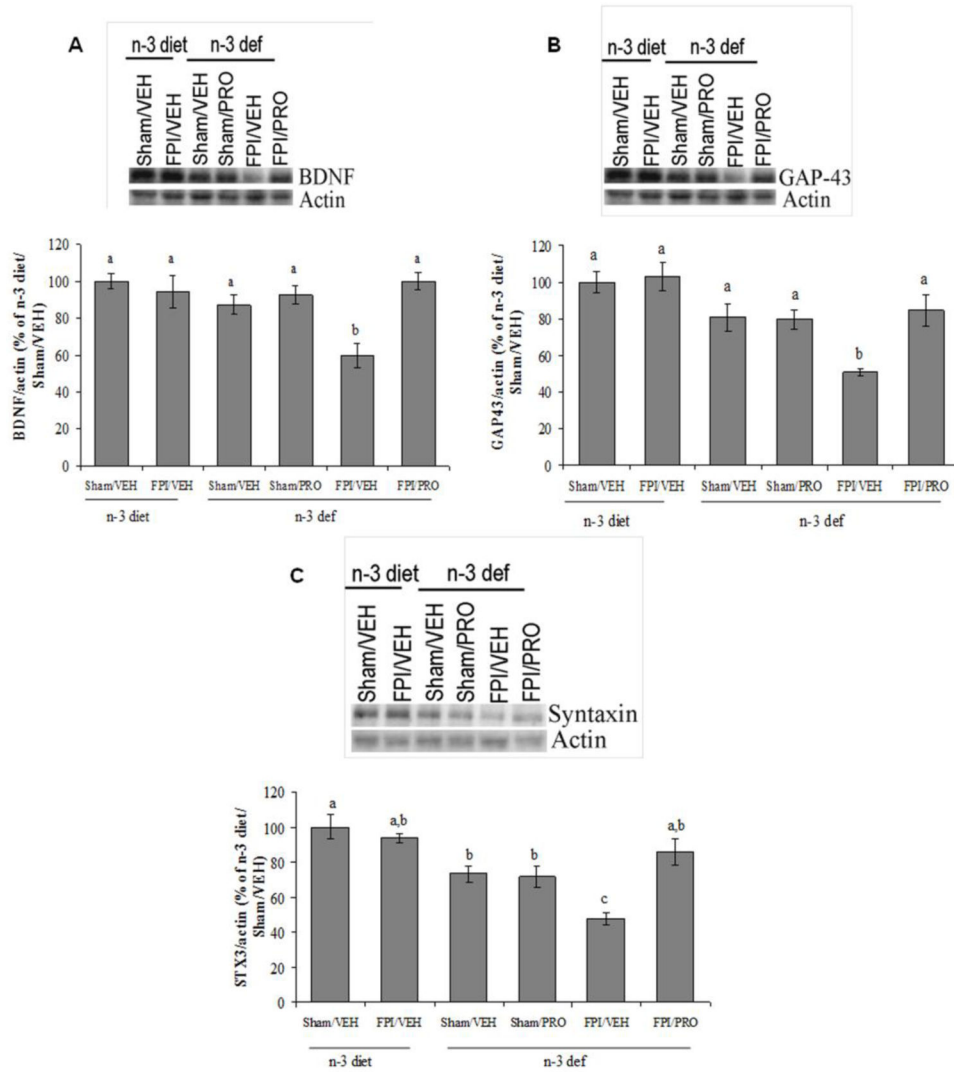 A
n-3 diet n-3 def
Sham/VEH
FPI/VEH
Sham/VEH
Sham/PRO
FPI/VEH
FPI/PRO
BDNF
Actin
BDNF/actin (% of n-3 diet/
Sham/VEH)
120
100
80
60
40
20
0
a a a a b a
Sham/VEH FPI/VEH Sham/VEH Sham/PRO FPI/VEH FPI/PRO
n-3 diet n-3 def
B
n-3 diet n-3 def
Sham/VEH
FPI/VEH
Sham/VEH
Sham/PRO
FPI/VEH
FPI/PRO
GAP-43
Actin
GAP43/actin (% of n-3 diet/
Sham/VEH)
120
100
80
60
40
20
0
a a a a b a
Sham/VEH FPI/VEH Sham/VEH Sham/PRO FPI/VEH FPI/PRO
n-3 diet n-3 def
C
n-3 diet n-3 def
Sham/VEH
FPI/VEH
Sham/VEH
Sham/PRO
FPI/VEH
FPI/PRO
Syntaxin
Actin
STX3/actin (% of n-3 diet/
Sham/VEH)
120
100
80
60
40
20
0
a a,b b b c a,b
Sham/VEH FPI/VEH Sham/VEH Sham/PRO FPI/VEH FPI/PRO
n-3 diet n-3 def